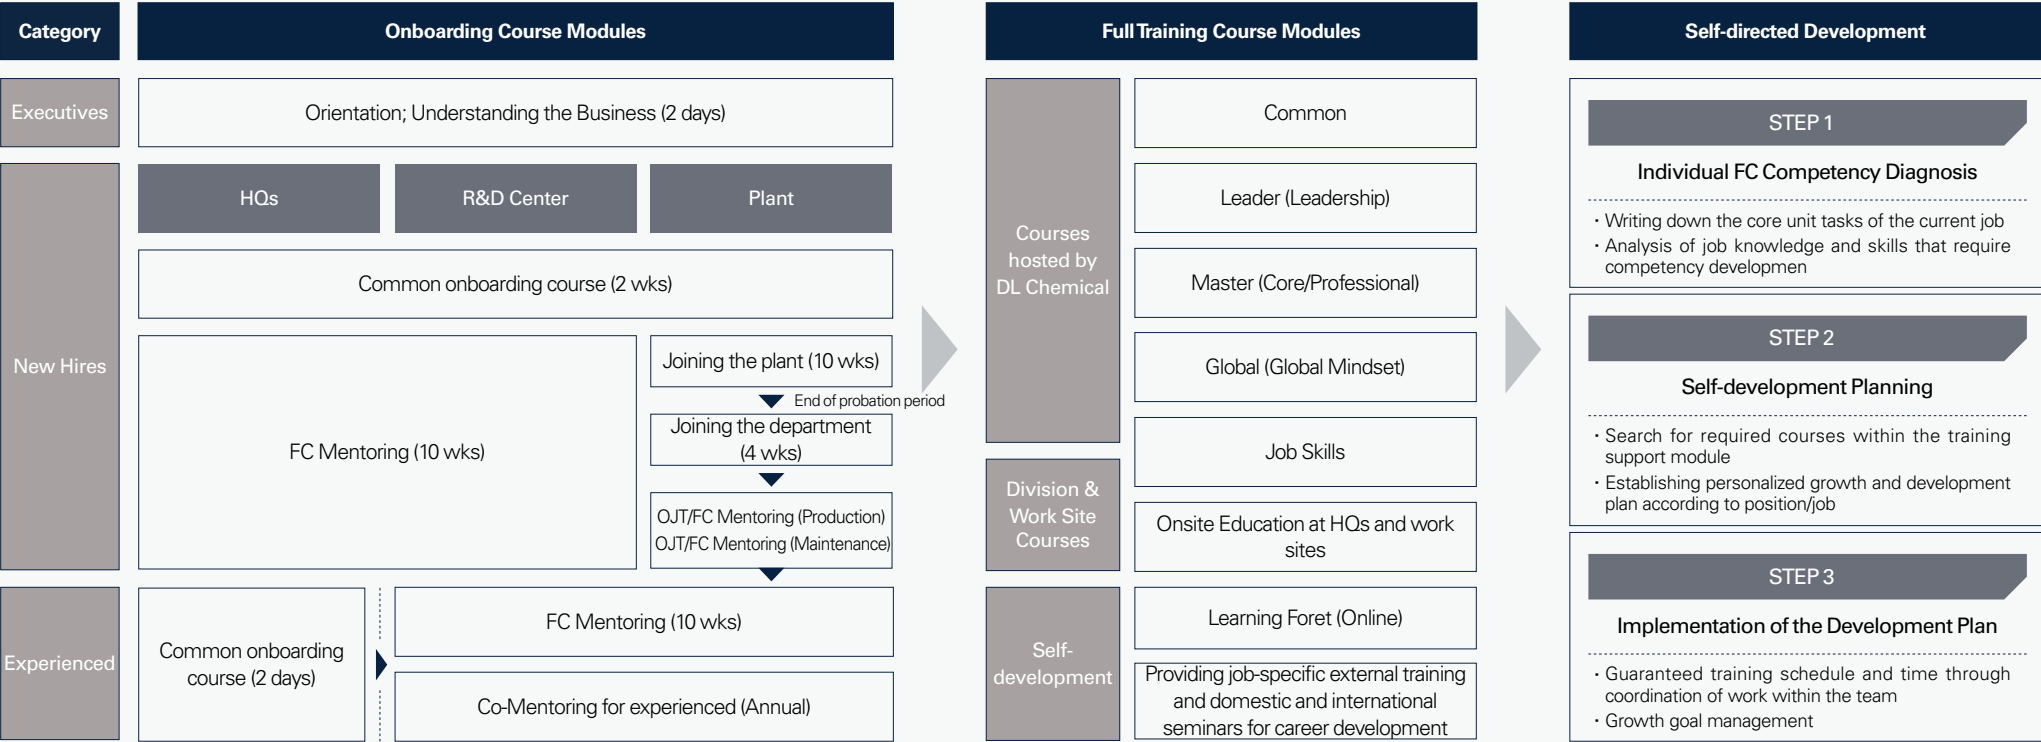 Category
Onboarding Course Modules
Full Training Course Modules
Self-directed Development
Executives
Orientation; Understanding the Business (2 days)
New Hires
HQs
R&D Center
Plant
Common onboarding course (2 wks)
FC Mentoring (10 wks)
Joining the plant (10 wks)
End of probation period
Joining the department
(4 wks)
OJT/FC Mentoring (Production)
OJT/FC Mentoring (Maintenance)
Experienced
Common onboarding
course (2 days)
FC Mentoring (10 wks)
Co-Mentoring for experienced (Annual)
Courses
hosted by
DL Chemical
Common
Leader (Leadership)
Master (Core/Professional)
Global (Global Mindset)
Job Skills
Division &
Work Site
Courses
Onsite Education at HQs and work
sites
Self-
development
Learning Foret (Online)
Providing job-specific external training
and domestic and international
seminars for career development
STEP 1
Individual FC Competency Diagnosis
· Writing down the core unit tasks of the current job
· Analysis of job knowledge and skills that require
competency developmen
STEP 2
Self-development Planning
· Search for required courses within the training
support module
· Establishing personalized growth and development
plan according to position/job
STEP 3
Implementation of the Development Plan
· Guaranteed training schedule and time through
coordination of work within the team
· Growth goal management